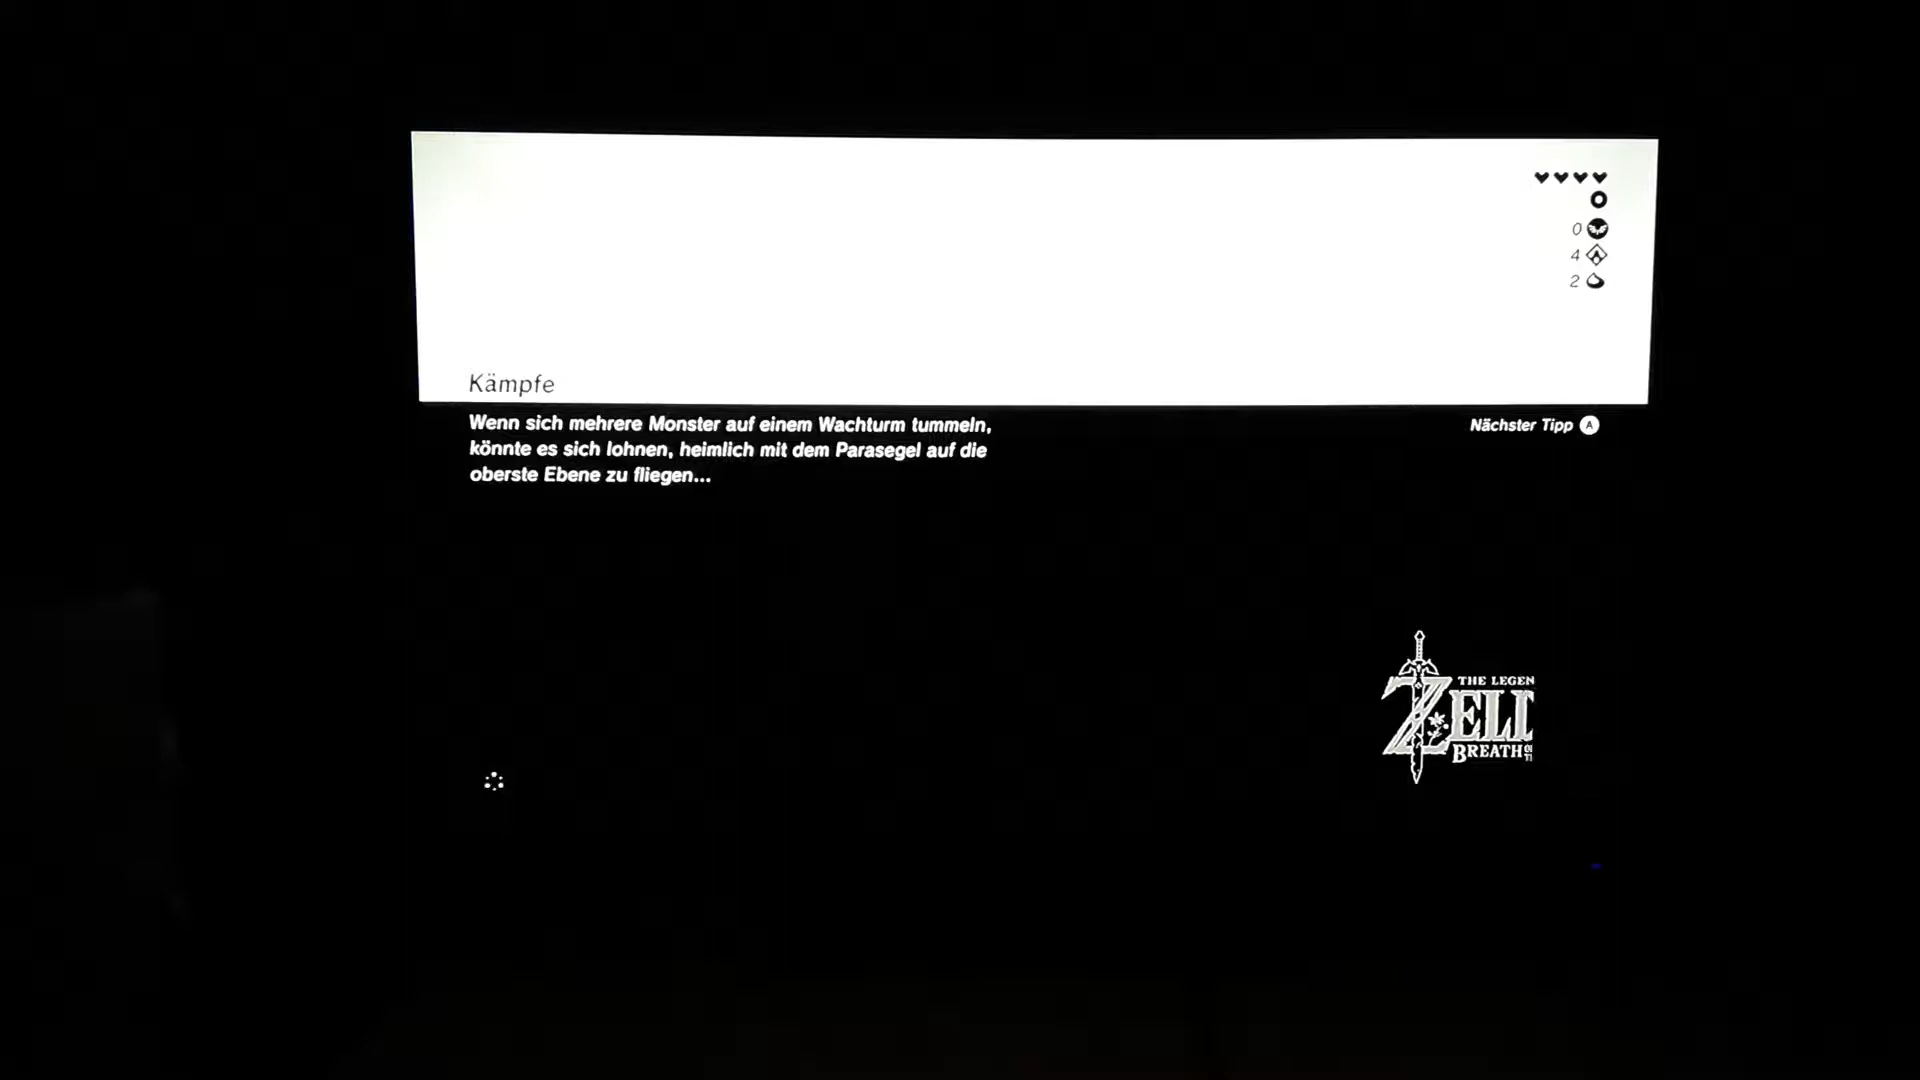 0
4
2
Kämpfe
Wenn sich mehrere Monster auf einem Wachturm tummeln,
könnte es sich lohnen, heimlich mit dem Parasegel auf die
oberste Ebene zu fliegen...
Nächster Tipp A
THE LEGEN
ZELD
BREATH